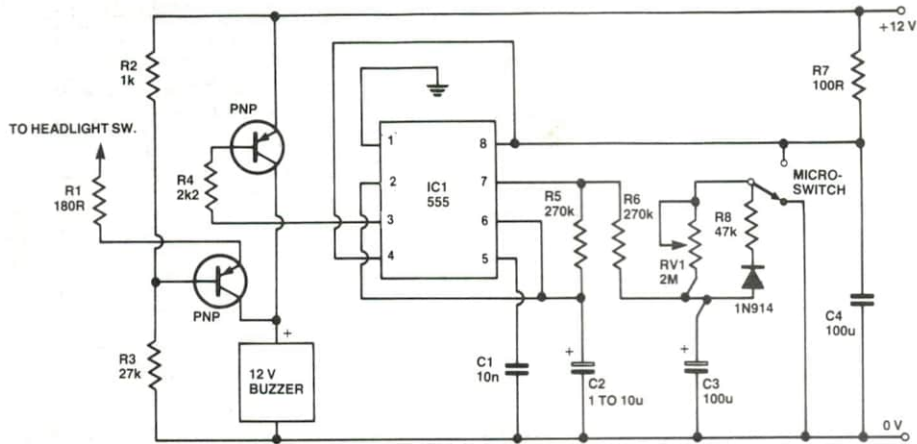 +12 V
R2
1k
R7
100R
PNP
TO HEADLIGHT SW.
R1
180R
R4
2k2
1
2
3
4
IC1
555
8
7
6
5
R5
270k
R6
270k
RV1
2M
R8
47k
MICRO-
SWITCH
1N914
PNP
C4
100u
R3
27k
+
12 V
BUZZER
C1
10n
+
C2
1 TO 10u
+
C3
100u
0 V